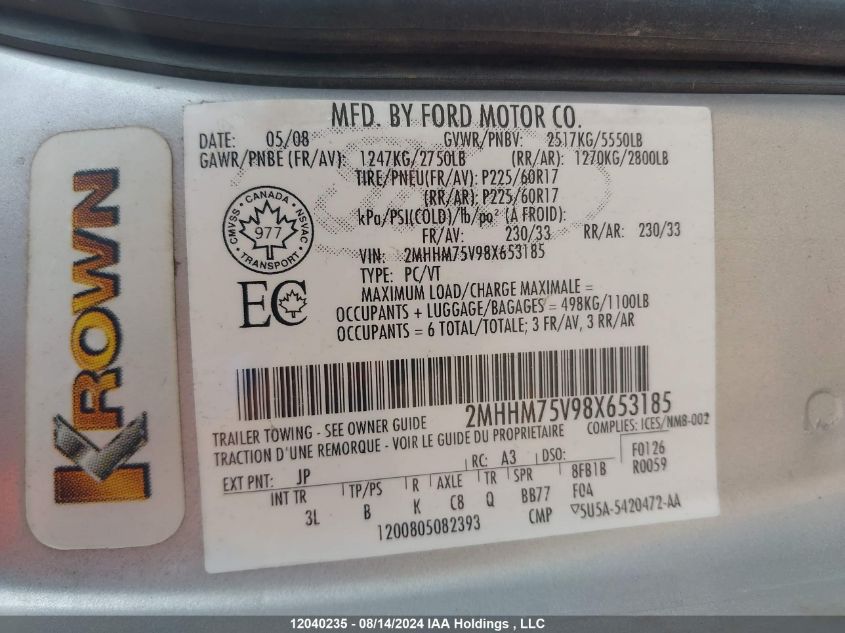 KROWN
MFD. BY FORD MOTOR CO.
DATE: 05/08 GVWR/PNBV: 2517KG/5550LB
GAWR/PNBE (FR/AV): 1247KG/2750LB (RR/AR): 1270KG/2800LB
TIRE/PNEU(FR/AV): P225/60R17
(RR/AR): P225/60R17
kPa/PSI(COLD)/lb/po² (À FROID):
FR/AV: 230/33 RR/AR: 230/33
VIN: 2MHHM75V98X653185
TYPE: PC/VT
CMVSS · CANADA · NSVAC · TRANSPORT ·
977
EC
MAXIMUM LOAD/CHARGE MAXIMALE =
OCCUPANTS + LUGGAGE/BAGAGES = 498KG/1100LB
OCCUPANTS = 6 TOTAL/TOTALE; 3 FR/AV, 3 RR/AR
2MHHM75V98X653185
TRAILER TOWING - SEE OWNER GUIDE COMPLIES: ICES/NMB-002
TRACTION D'UNE REMORQUE - VOIR LE GUIDE DU PROPRIETAIRE
EXT PNT: JP RC: A3 DSO: F0126
R0059
INT TR TP/PS R AXLE TR SPR 8FB1B
3L B K C8 Q BB77 F0A
1200805082393 CMP ▽5U5A-5420472-AA
12040235 - 08/14/2024 IAA Holdings , LLC